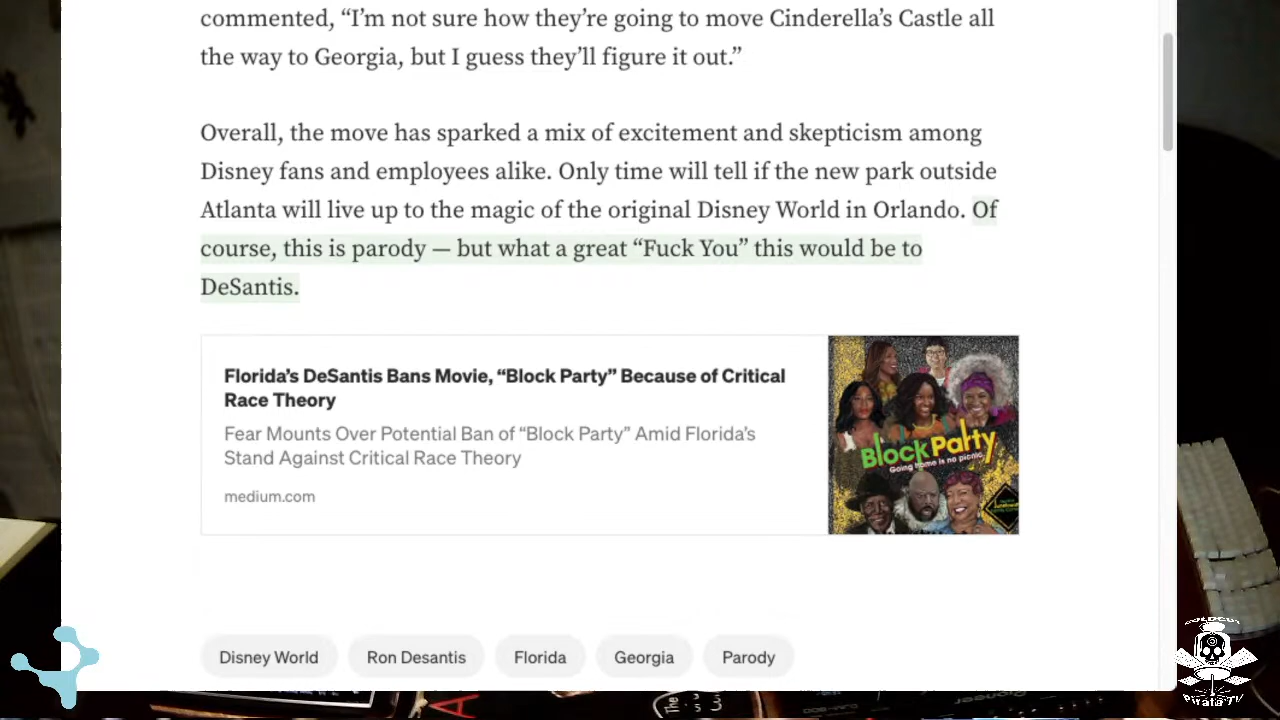 commented, “I’m not sure how they’re going to move Cinderella’s Castle all
the way to Georgia, but I guess they’ll figure it out.”
Overall, the move has sparked a mix of excitement and skepticism among
Disney fans and employees alike. Only time will tell if the new park outside
Atlanta will live up to the magic of the original Disney World in Orlando. Of
course, this is parody — but what a great “Fuck You” this would be to
DeSantis.
Florida’s DeSantis Bans Movie, “Block Party” Because of Critical
Race Theory
Fear Mounts Over Potential Ban of “Block Party” Amid Florida’s
Stand Against Critical Race Theory
medium.com
Block Party
Going home is no picnic.
Disney World
Ron Desantis
Florida
Georgia
Parody
The